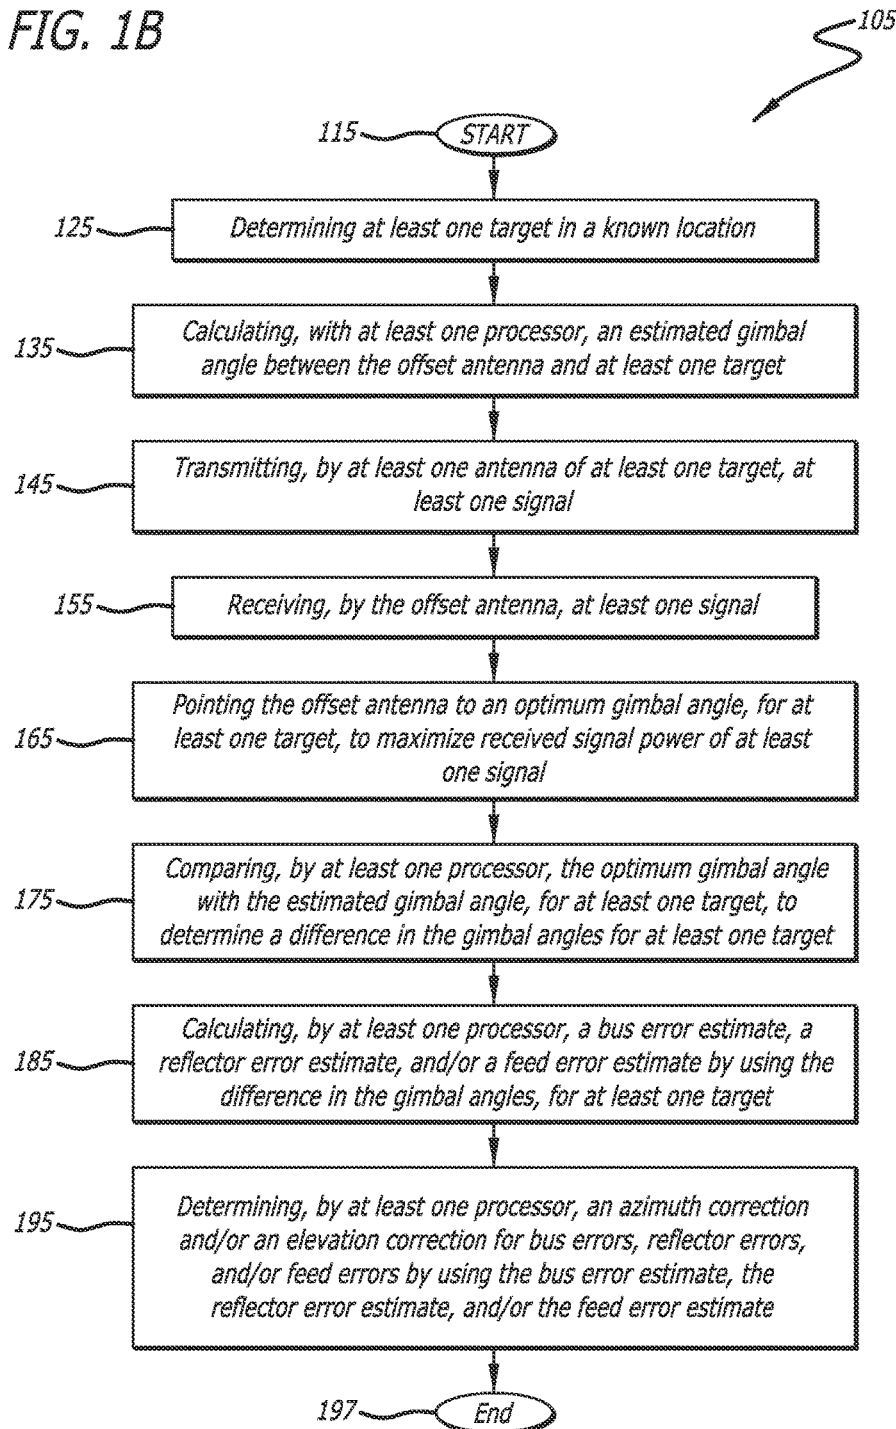 FIG. 1B
105
115
START
125
Determining at least one target in a known location
135
Calculating, with at least one processor, an estimated gimbal
angle between the offset antenna and at least one target
145
Transmitting, by at least one antenna of at least one target, at
least one signal
155
Receiving, by the offset antenna, at least one signal
165
Pointing the offset antenna to an optimum gimbal angle, for at
least one target, to maximize received signal power of at least
one signal
175
Comparing, by at least one processor, the optimum gimbal angle
with the estimated gimbal angle, for at least one target, to
determine a difference in the gimbal angles for at least one target
185
Calculating, by at least one processor, a bus error estimate, a
reflector error estimate, and/or a feed error estimate by using the
difference in the gimbal angles, for at least one target
195
Determining, by at least one processor, an azimuth correction
and/or an elevation correction for bus errors, reflector errors,
and/or feed errors by using the bus error estimate, the
reflector error estimate, and/or the feed error estimate
197
End